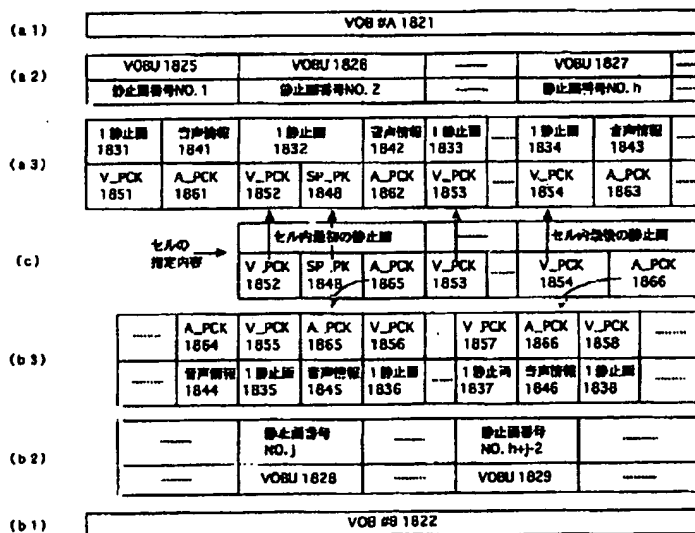 (a1) VOB #A 1821
(a2) VOBU 1825 VOBU 1826 VOBU 1827
静止画番号NO. 1 静止画番号NO. 2 静止画番号NO. h
(a3) 1静止画 音声情報 1静止画 音声情報 1静止画 1静止画 音声情報
1831 1841 1832 1842 1833 1834 1843
V_PCK A_PCK V_PCK SP_PK A_PCK V_PCK V_PCK A_PCK
1851 1861 1852 1848 1862 1853 1854 1863
セルの指定内容 セル内最初の静止画 セル内最後の静止画
(c) V_PCK SP_PK A_PCK V_PCK V_PCK A_PCK
1852 1848 1865 1853 1854 1866
(b3) A_PCK V_PCK A_PCK V_PCK V_PCK A_PCK V_PCK
1864 1855 1865 1856 1857 1866 1858
音声情報 1静止画 音声情報 1静止画 1静止画 音声情報 1静止画
1844 1835 1845 1836 1837 1846 1838
(b2) 静止画番号 静止画番号
NO. j NO. h+j-2
VOBU 1828 VOBU 1829
(b1) VOB #B 1822